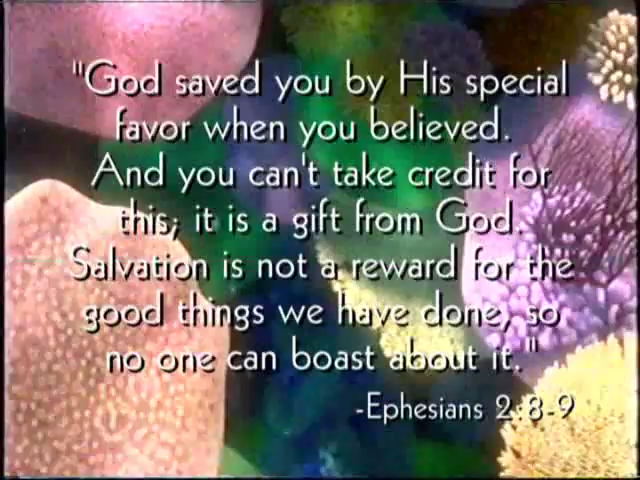 "God saved you by His special
favor when you believed.
And you can't take credit for
this; it is a gift from God.
Salvation is not a reward for the
good things we have done, so
no one can boast about it."
-Ephesians 2:8-9